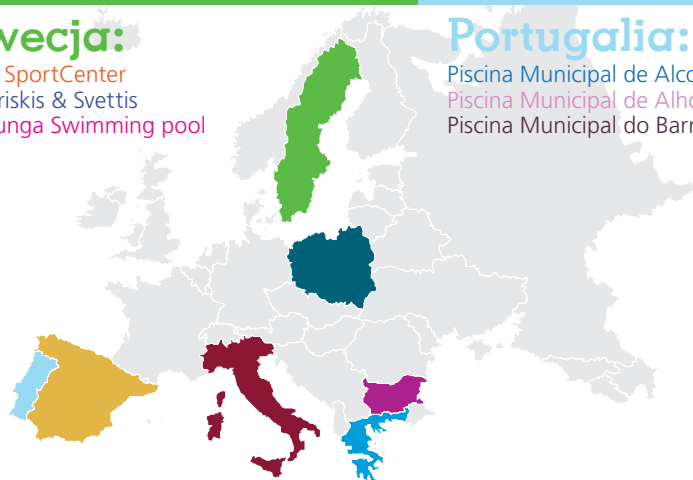 wecja:
SportCenter
riskis & Svettis
unga Swimming pool
Portugalia:
Piscina Municipal de Alco
Piscina Municipal de Alho
Piscina Municipal do Barr